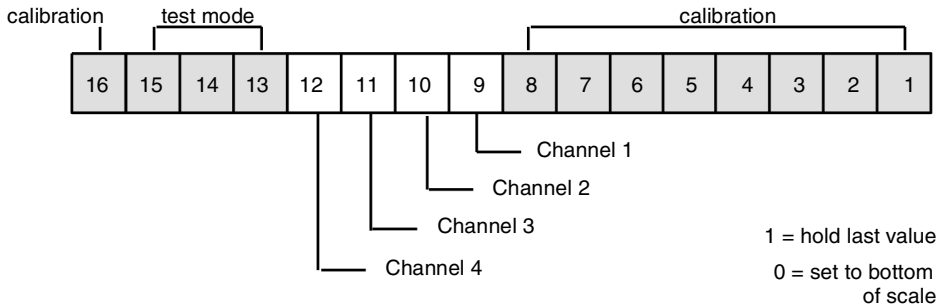 calibration
test mode
calibration
16 15 14 13 12 11 10 9 8 7 6 5 4 3 2 1
Channel 1
Channel 2
Channel 3
Channel 4
1 = hold last value
0 = set to bottom
of scale